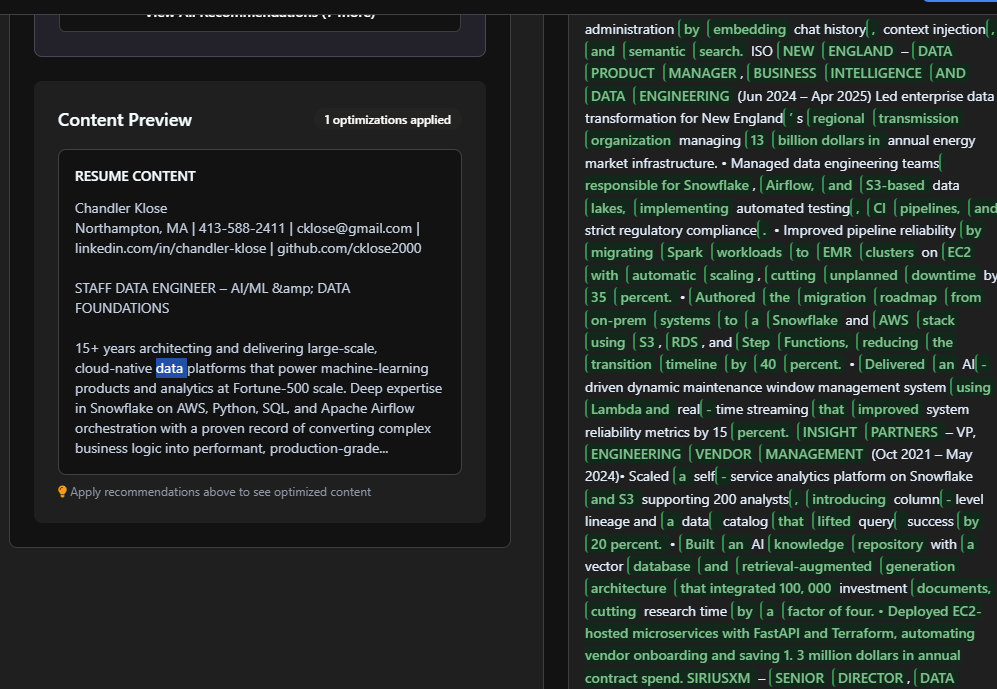 View All Recommendations (1 more)
Content Preview
1 optimizations applied
RESUME CONTENT
Chandler Klose
Northampton, MA | 413-588-2411 | cklose@gmail.com |
linkedin.com/in/chandler-klose | github.com/cklose2000
STAFF DATA ENGINEER – AI/ML &amp; DATA
FOUNDATIONS
15+ years architecting and delivering large-scale,
cloud-native data platforms that power machine-learning
products and analytics at Fortune-500 scale. Deep expertise
in Snowflake on AWS, Python, SQL, and Apache Airflow
orchestration with a proven record of converting complex
business logic into performant, production-grade...
Apply recommendations above to see optimized content
administration by embedding chat history, context injection,
and semantic search. ISO NEW ENGLAND – DATA
PRODUCT MANAGER, BUSINESS INTELLIGENCE AND
DATA ENGINEERING (Jun 2024 – Apr 2025) Led enterprise data
transformation for New England ' s regional transmission
organization managing 13 billion dollars in annual energy
market infrastructure. • Managed data engineering teams
responsible for Snowflake, Airflow, and S3-based data
lakes, implementing automated testing, CI pipelines, and
strict regulatory compliance. • Improved pipeline reliability by
migrating Spark workloads to EMR clusters on EC2
with automatic scaling, cutting unplanned downtime by
35 percent. • Authored the migration roadmap from
on-prem systems to a Snowflake and AWS stack
using S3, RDS, and Step Functions, reducing the
transition timeline by 40 percent. • Delivered an AI -
driven dynamic maintenance window management system using
Lambda and real - time streaming that improved system
reliability metrics by 15 percent. INSIGHT PARTNERS – VP,
ENGINEERING VENDOR MANAGEMENT (Oct 2021 – May
2024)• Scaled a self - service analytics platform on Snowflake
and S3 supporting 200 analysts, introducing column - level
lineage and a data catalog that lifted query success by
20 percent. • Built an AI knowledge repository with a
vector database and retrieval-augmented generation
architecture that integrated 100, 000 investment documents,
cutting research time by a factor of four. • Deployed EC2-
hosted microservices with FastAPI and Terraform, automating
vendor onboarding and saving 1. 3 million dollars in annual
contract spend. SIRIUSXM – SENIOR DIRECTOR, DATA